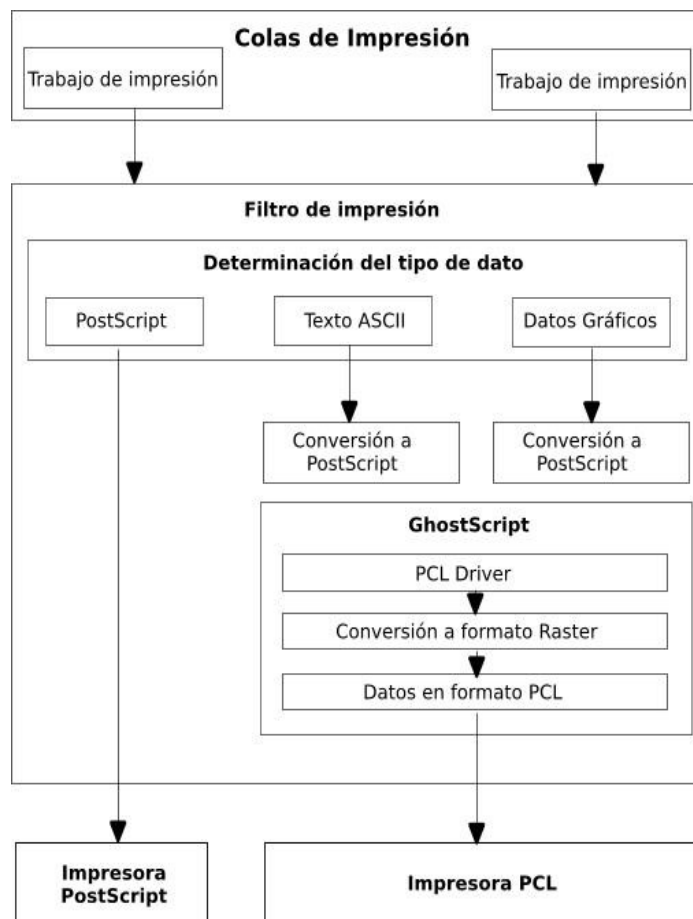 Colas de Impresión
Trabajo de impresión
Trabajo de impresión
Filtro de impresión
Determinación del tipo de dato
PostScript
Texto ASCII
Datos Gráficos
Conversión a
PostScript
Conversión a
PostScript
GhostScript
PCL Driver
Conversión a formato Raster
Datos en formato PCL
Impresora
PostScript
Impresora PCL